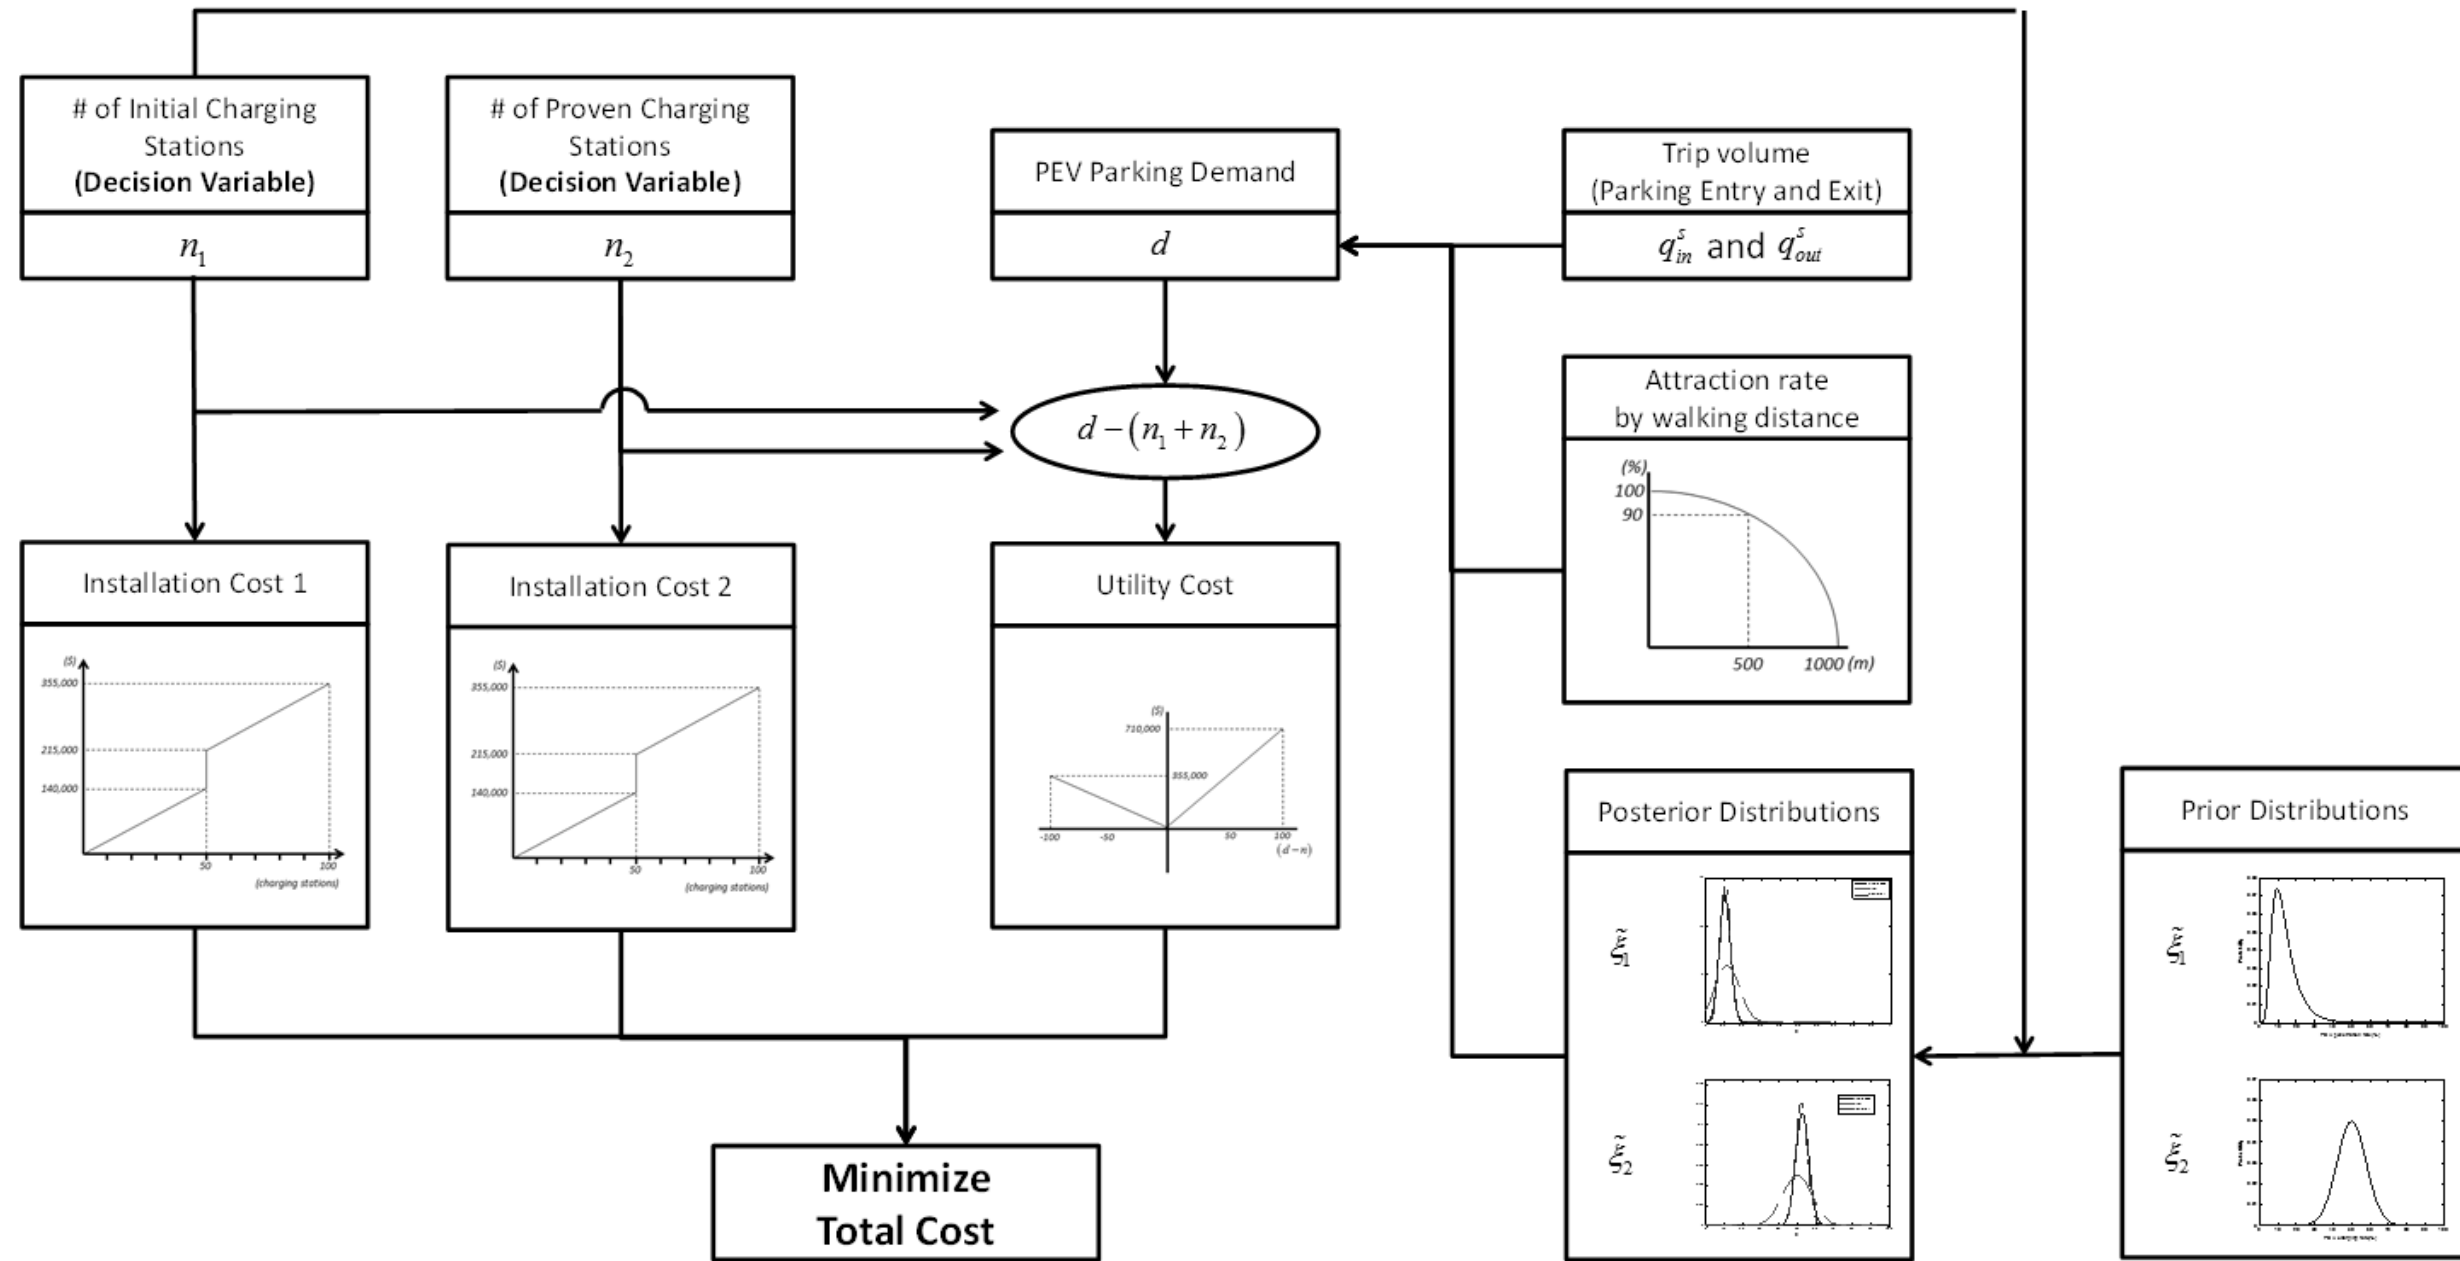 # of Initial Charging
Stations
(Decision Variable)
n₁
# of Proven Charging
Stations
(Decision Variable)
n₂
PEV Parking Demand
d
Trip volume
(Parking Entry and Exit)
qˢᵢₙ and qˢₒᵤₜ
d − (n₁ + n₂)
Attraction rate
by walking distance
(%)
100
90
500
1000 (m)
Installation Cost 1
($)
355,000
215,000
140,000
50
100
(charging stations)
Installation Cost 2
($)
355,000
215,000
140,000
50
100
(charging stations)
Utility Cost
($)
710,000
355,000
-100
-50
50
100
(d−n)
Posterior Distributions
ξ̃₁
ξ̃₂
Prior Distributions
ξ̃₁
ξ̃₂
Minimize
Total Cost